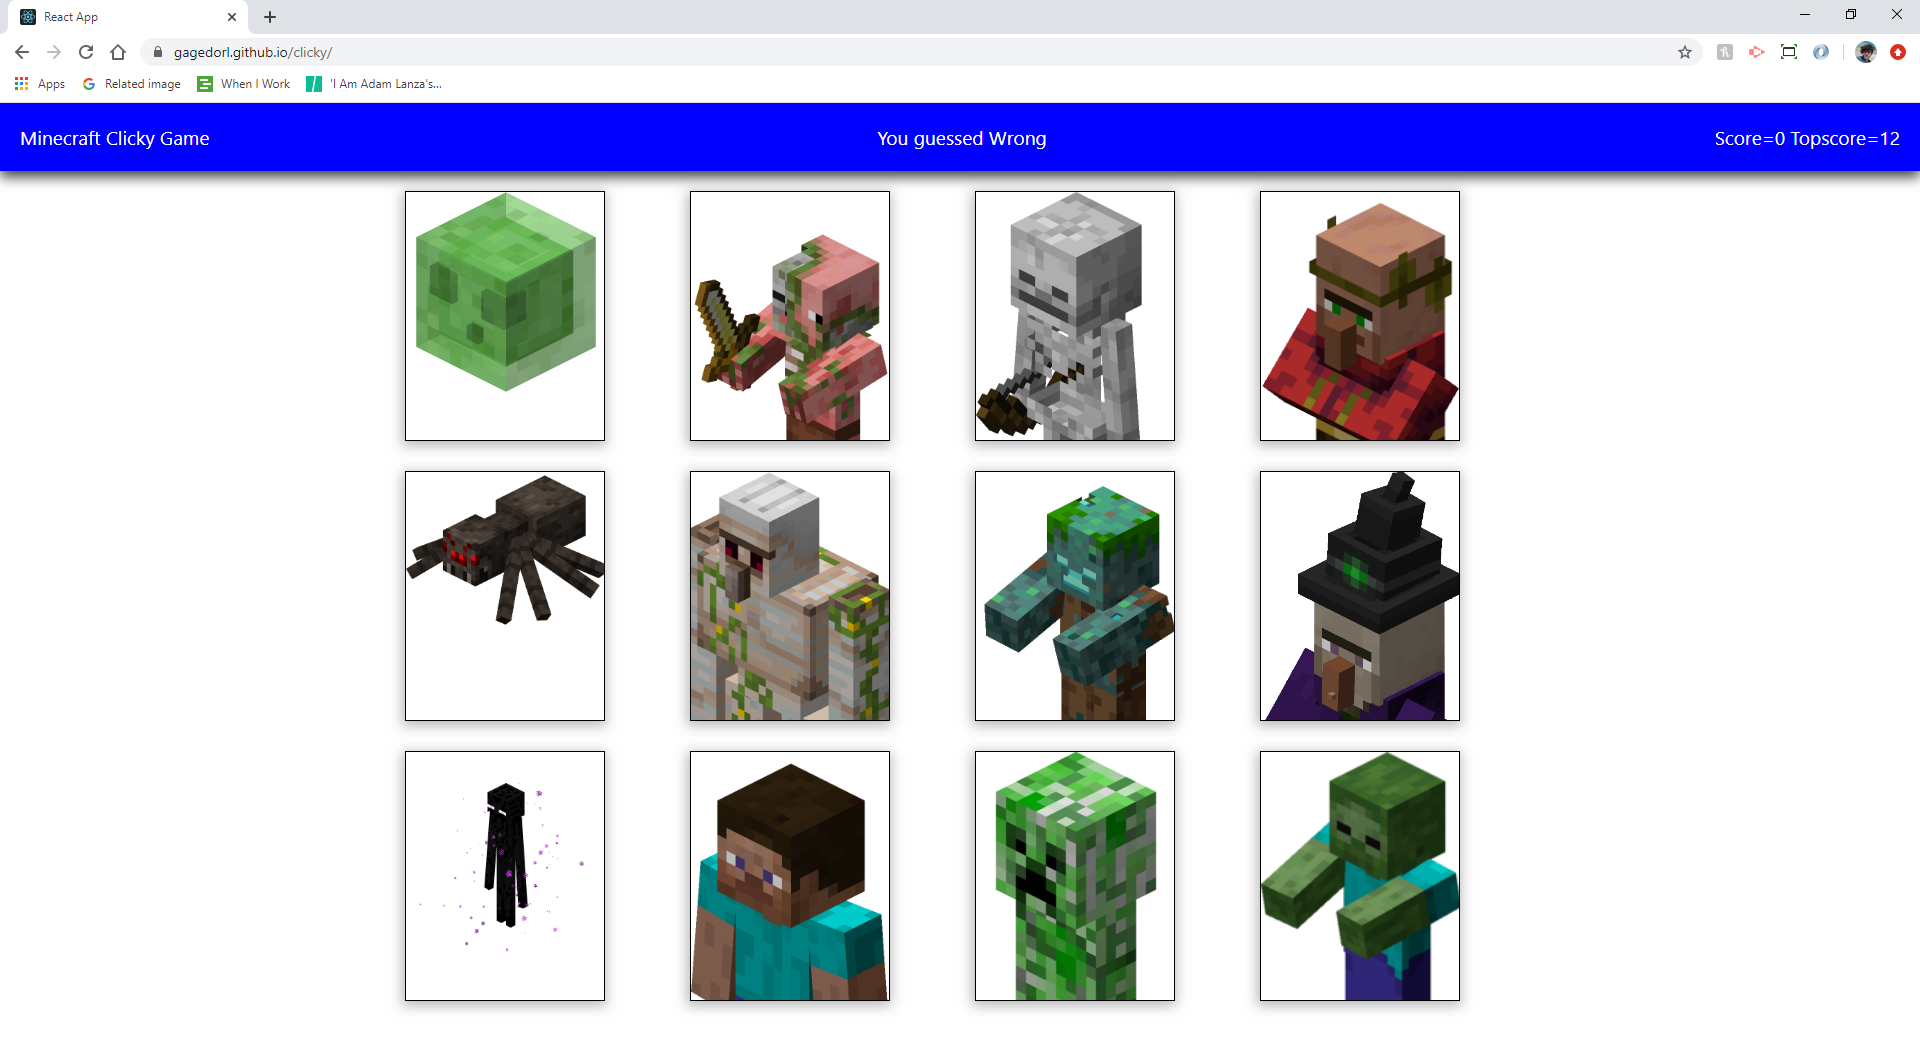 React App
gagedorl.github.io/clicky/
Apps Related image When I Work 'I Am Adam Lanza's...
Minecraft Clicky Game You guessed Wrong Score=0 Topscore=12